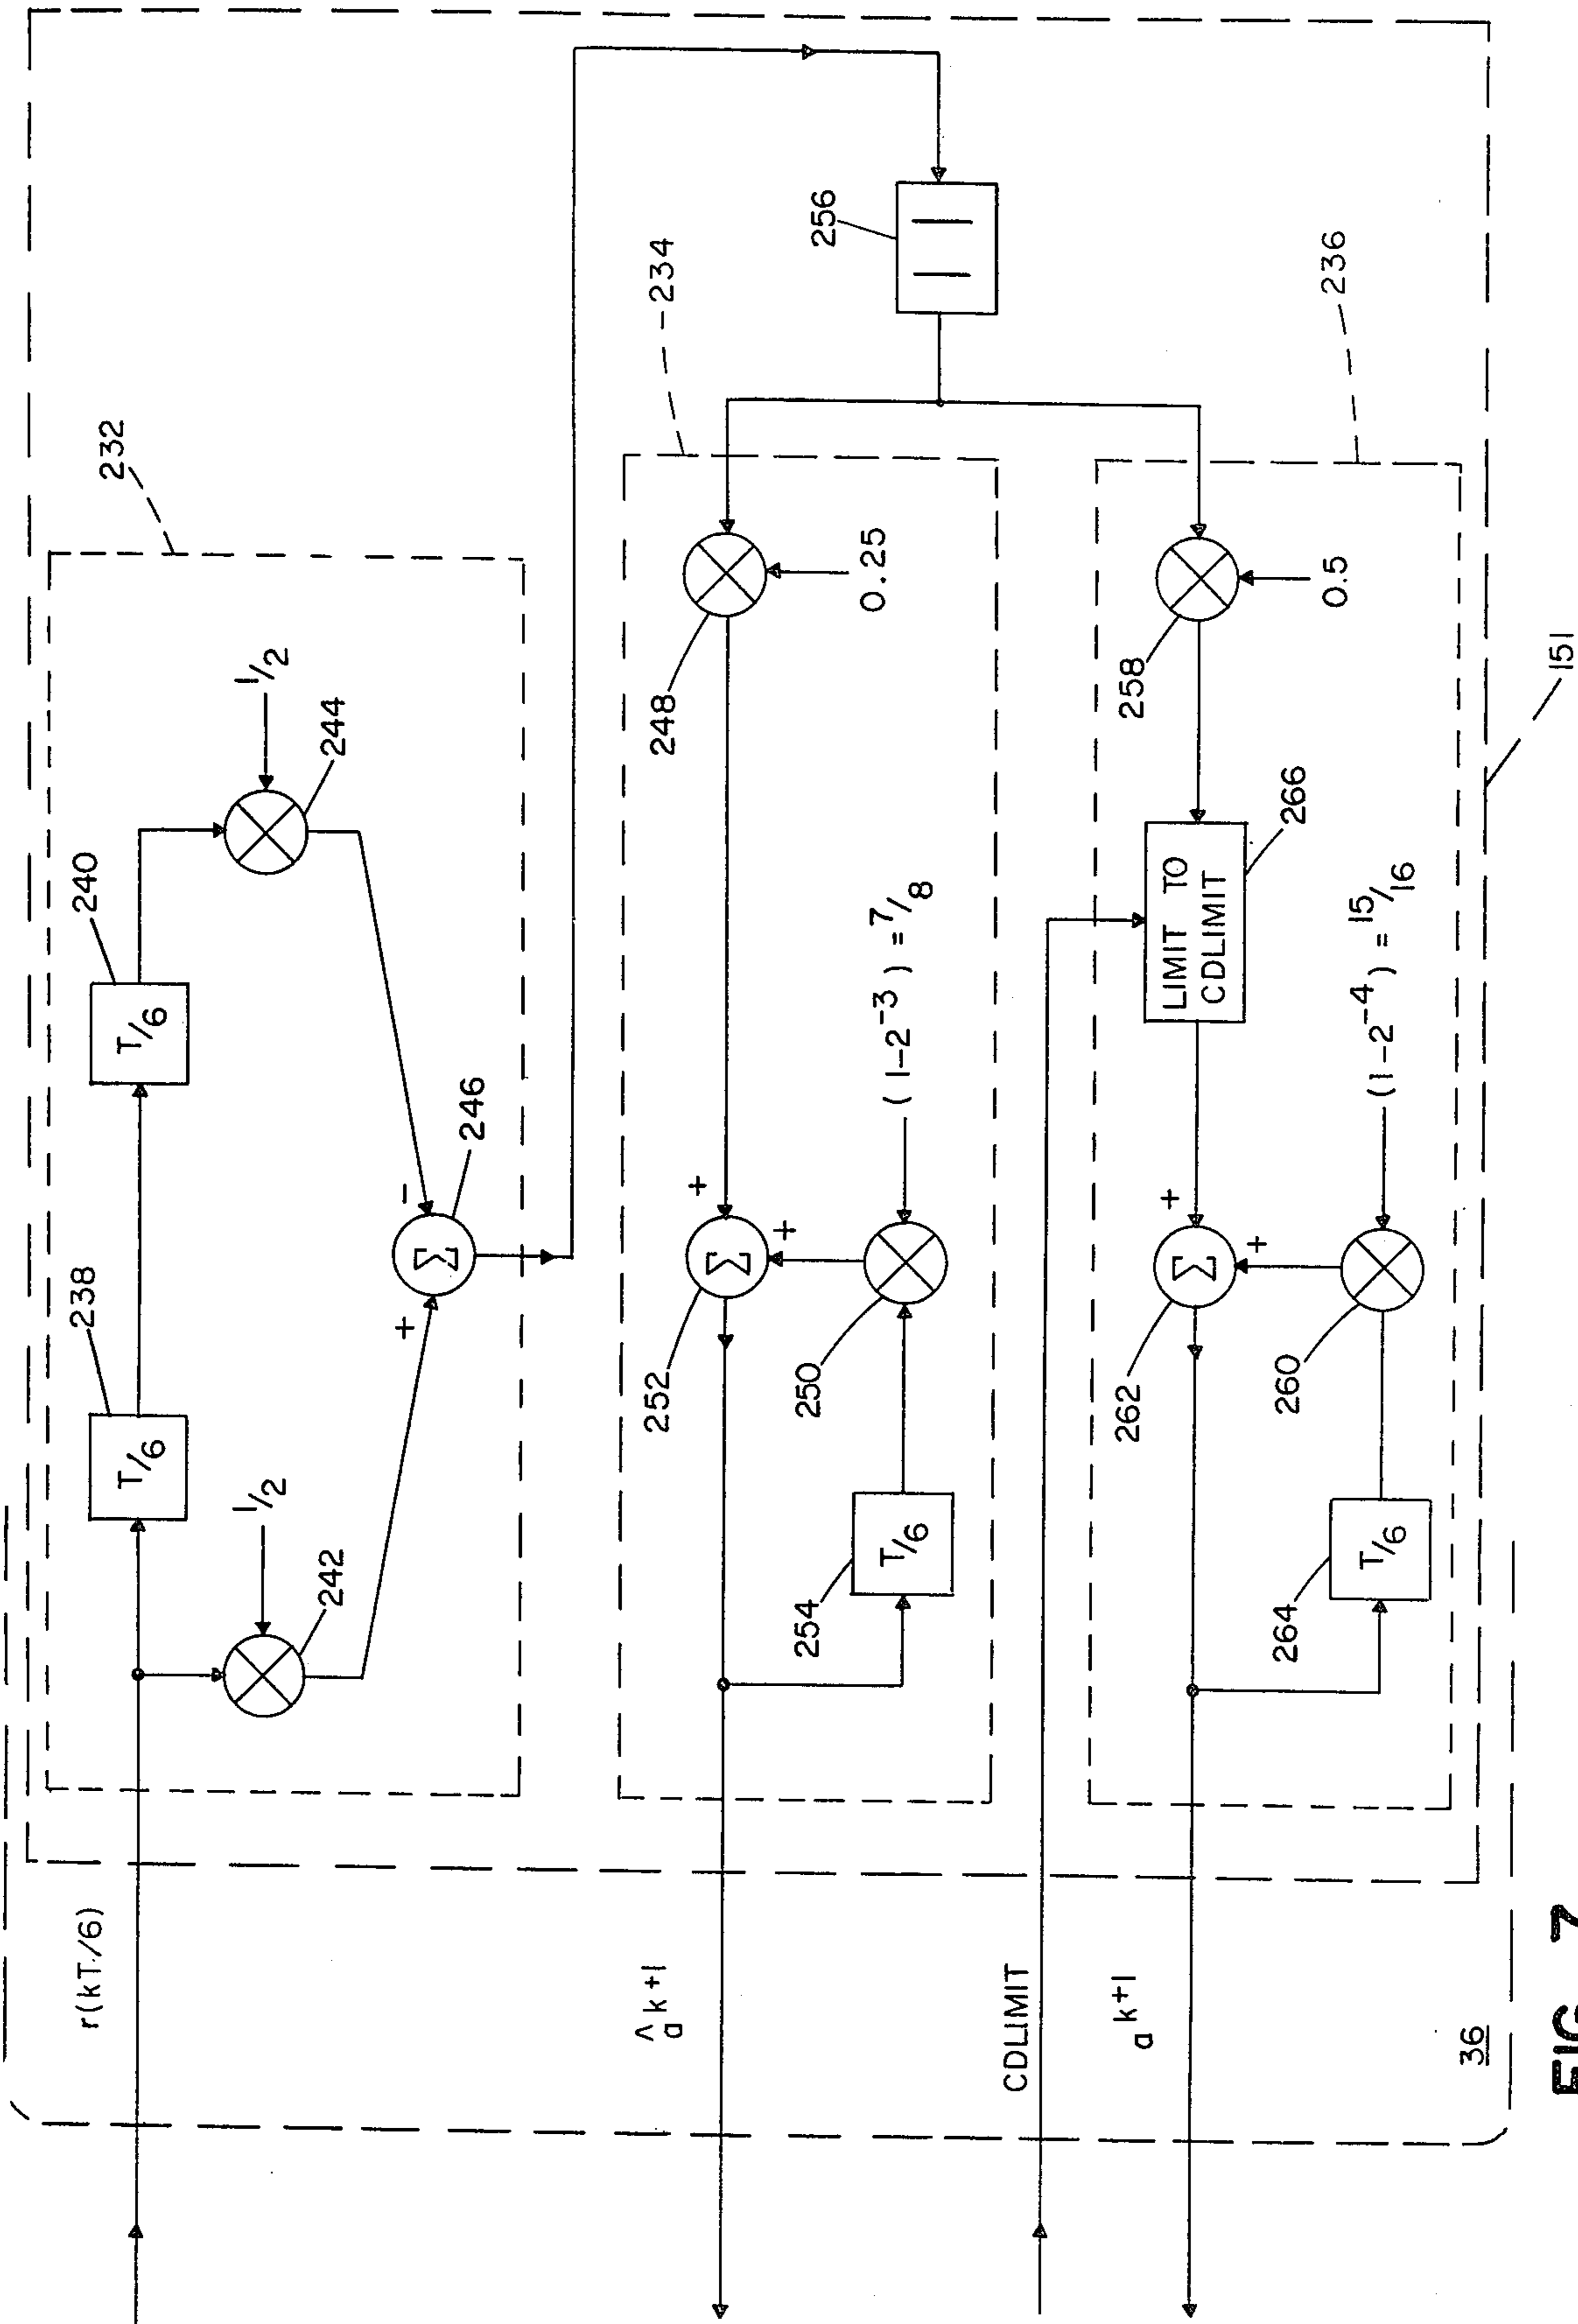 r(kT/6)
238
T/6
240
T/6
232
242
1/2
244
1/2
246
Σ
+
-
256
| |
234
248
0.25
252
Σ
+
+
250
(1-2⁻³) = 7/8
254
T/6
â k+1
236
258
0.5
CDLIMIT
266
LIMIT TO
CDLIMIT
262
Σ
+
+
260
(1-2⁻⁴) = 15/16
264
T/6
a k+1
151
36
FIG. 7